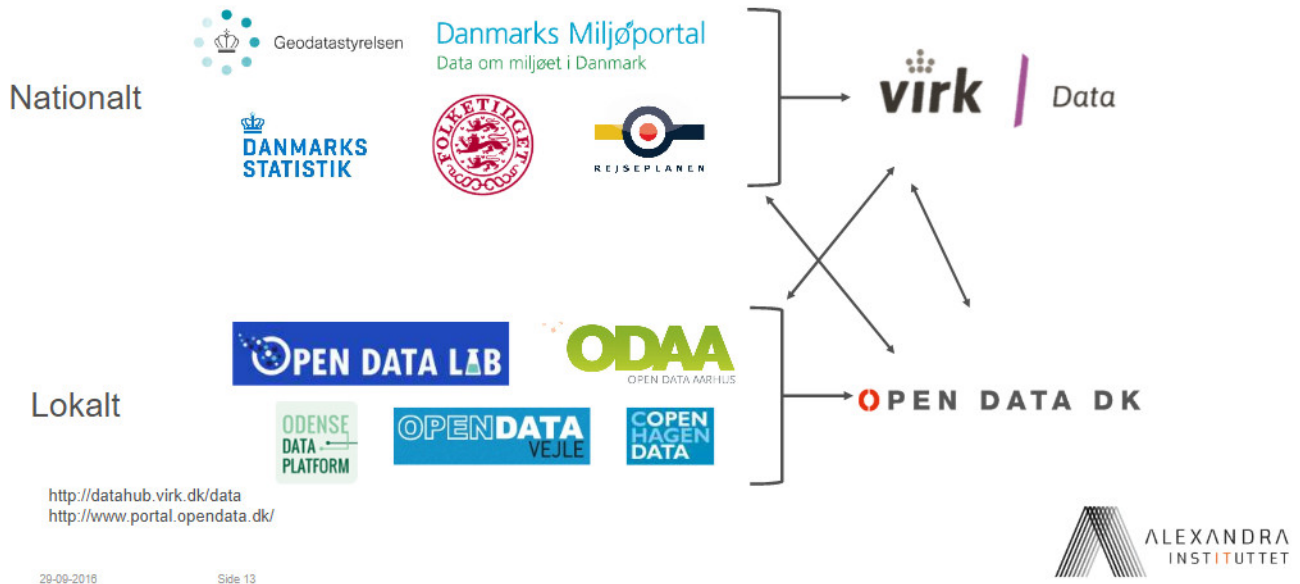 Nationalt
Geodatastyrelsen
Danmarks Miljøportal
Data om miljøet i Danmark
DANMARKS
STATISTIK
FOLKETINGET
REJSEPLANEN
virk Data
Lokalt
OPEN DATA LAB
ODAA
OPEN DATA AARHUS
ODENSE
DATA
PLATFORM
OPENDATA
VEJLE
COPEN
HAGEN
DATA
OPEN DATA DK
http://datahub.virk.dk/data
http://www.portal.opendata.dk/
29-09-2016
Side 13
ALEXANDRA
INSTITUTTET